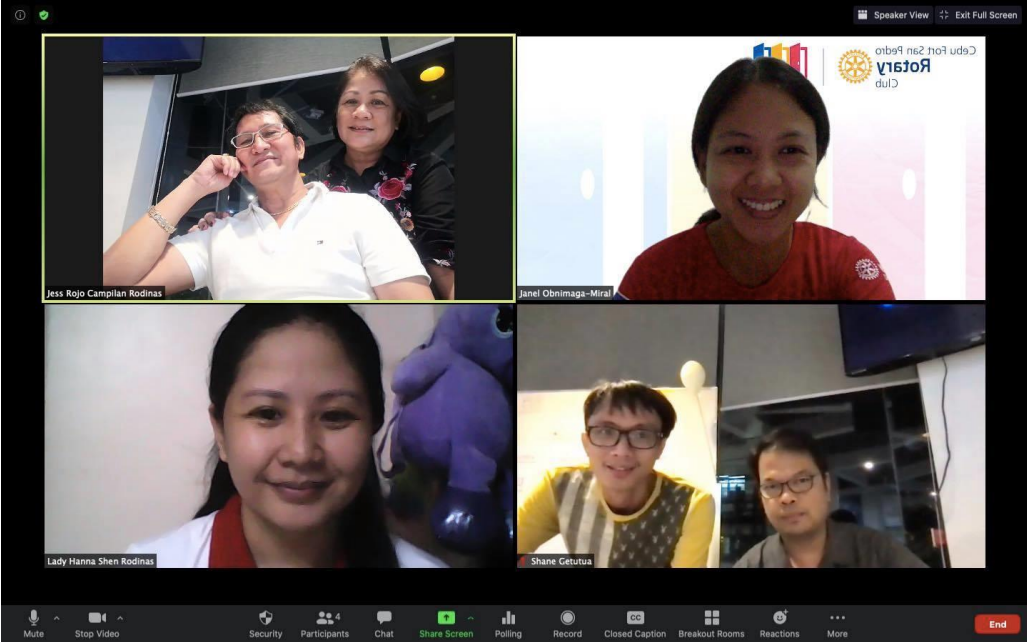 Speaker View
Exit Full Screen
Cebu Fort San Pedro
Rotary
Club
Jess Rojo Campilan Rodinas
Janel Obnimaga-Miral
Lady Hanna Shen Rodinas
Shane Getutua
Mute
Stop Video
Security
Participants
4
Chat
Share Screen
Polling
Record
CC
Closed Caption
Breakout Rooms
Reactions
More
End